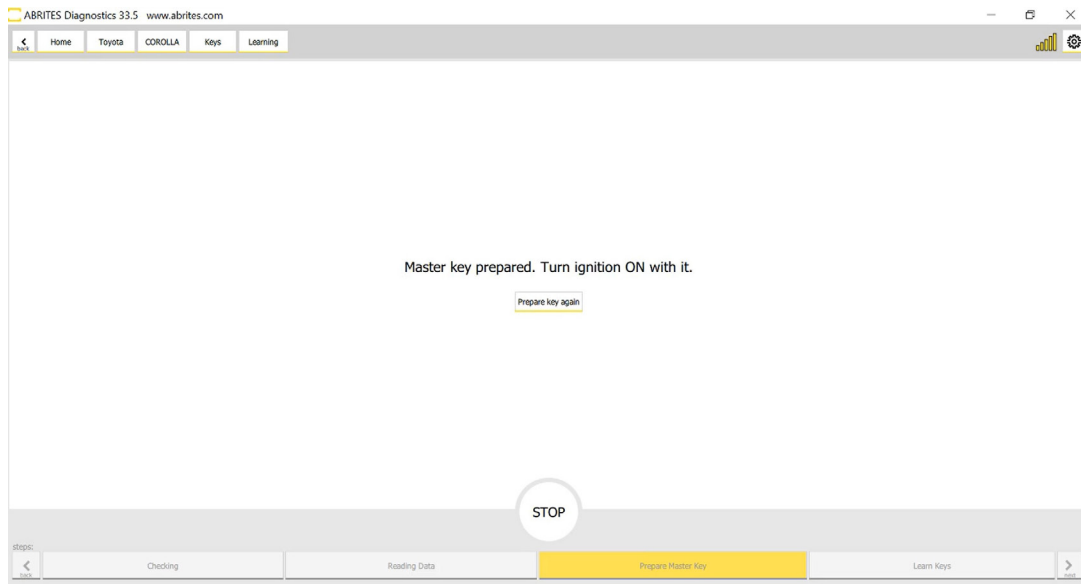 ABRITES Diagnostics 33.5 www.abrites.com
back Home Toyota COROLLA Keys Learning
Master key prepared. Turn ignition ON with it.
Prepare key again
STOP
steps:
back Checking Reading Data Prepare Master Key Learn Keys next